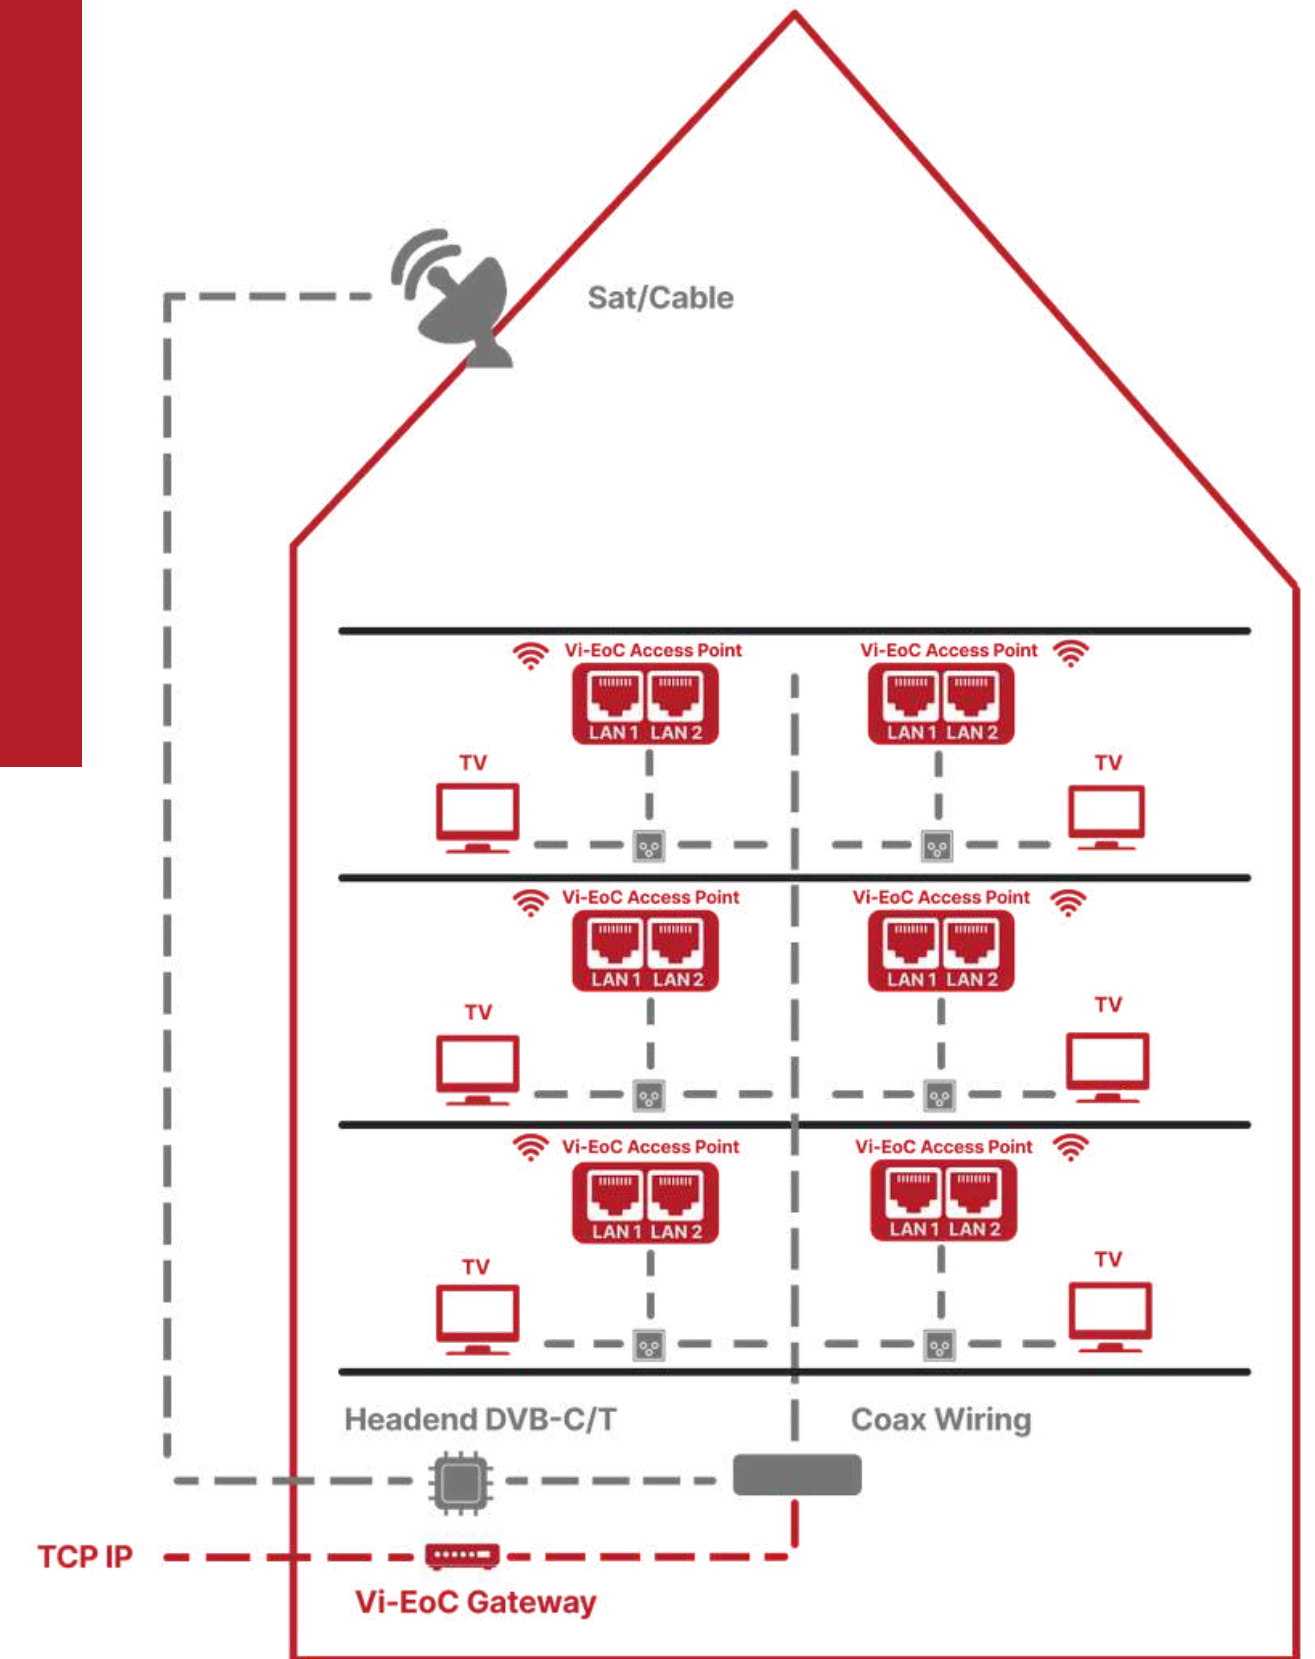 Sat/Cable
Vi-EoC Access Point
Vi-EoC Access Point
LAN 1 LAN 2
LAN 1 LAN 2
TV
TV
Vi-EoC Access Point
Vi-EoC Access Point
LAN 1 LAN 2
LAN 1 LAN 2
TV
TV
Vi-EoC Access Point
Vi-EoC Access Point
LAN 1 LAN 2
LAN 1 LAN 2
TV
TV
Headend DVB-C/T
Coax Wiring
TCP IP
Vi-EoC Gateway